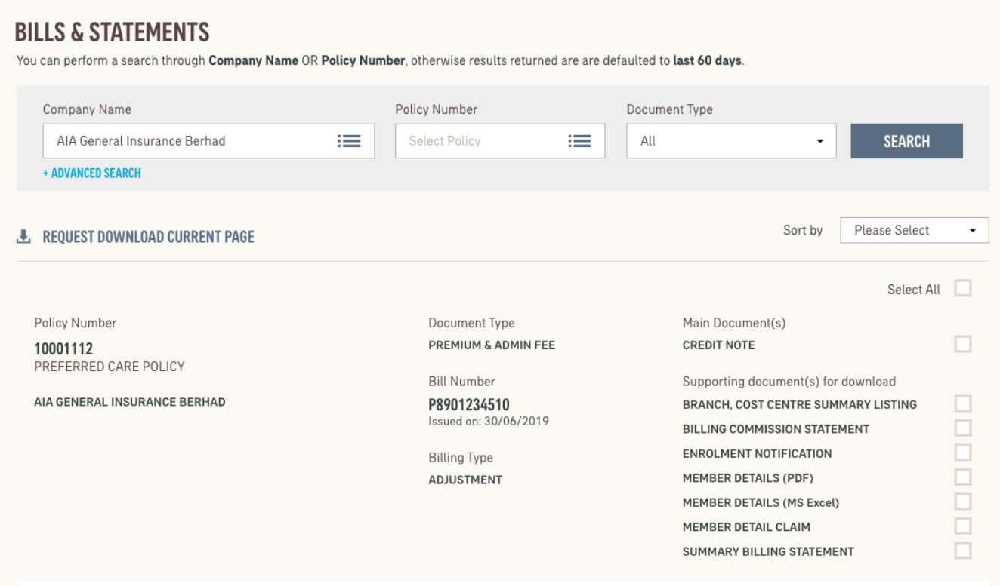 BILLS & STATEMENTS
You can perform a search through Company Name OR Policy Number, otherwise results returned are are defaulted to last 60 days.
Company Name
Policy Number
Document Type
AIA General Insurance Berhad
Select Policy
All
SEARCH
+ ADVANCED SEARCH
REQUEST DOWNLOAD CURRENT PAGE
Sort by
Please Select
Select All
Policy Number
10001112
PREFERRED CARE POLICY
AIA GENERAL INSURANCE BERHAD
Document Type
PREMIUM & ADMIN FEE
Bill Number
P8901234510
Issued on: 30/06/2019
Billing Type
ADJUSTMENT
Main Document(s)
CREDIT NOTE
Supporting document(s) for download
BRANCH, COST CENTRE SUMMARY LISTING
BILLING COMMISSION STATEMENT
ENROLMENT NOTIFICATION
MEMBER DETAILS (PDF)
MEMBER DETAILS (MS Excel)
MEMBER DETAIL CLAIM
SUMMARY BILLING STATEMENT